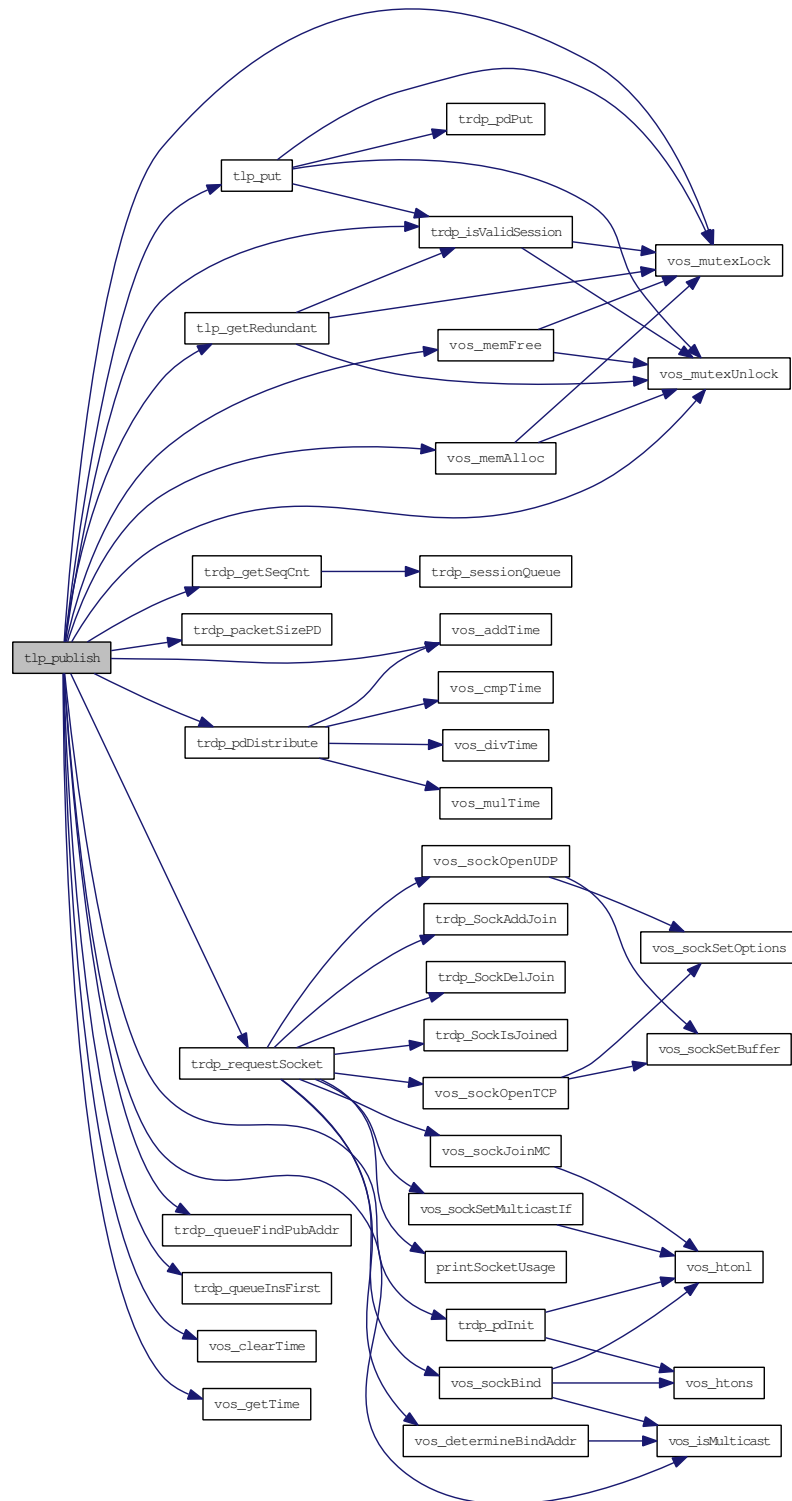 trdp_pdPut
tlp_put
trdp_isValidSession
vos_mutexLock
tlp_getRedundant
vos_memFree
vos_mutexUnlock
vos_memAlloc
trdp_getSeqCnt
trdp_sessionQueue
trdp_packetSizePD
vos_addTime
tlp_publish
vos_cmpTime
trdp_pdDistribute
vos_divTime
vos_mulTime
vos_sockOpenUDP
trdp_SockAddJoin
vos_sockSetOptions
trdp_SockDelJoin
trdp_SockIsJoined
vos_sockSetBuffer
trdp_requestSocket
vos_sockOpenTCP
vos_sockJoinMC
vos_sockSetMulticastIf
trdp_queueFindPubAddr
printSocketUsage
vos_htonl
trdp_queueInsFirst
trdp_pdInit
vos_clearTime
vos_sockBind
vos_htons
vos_getTime
vos_determineBindAddr
vos_isMulticast